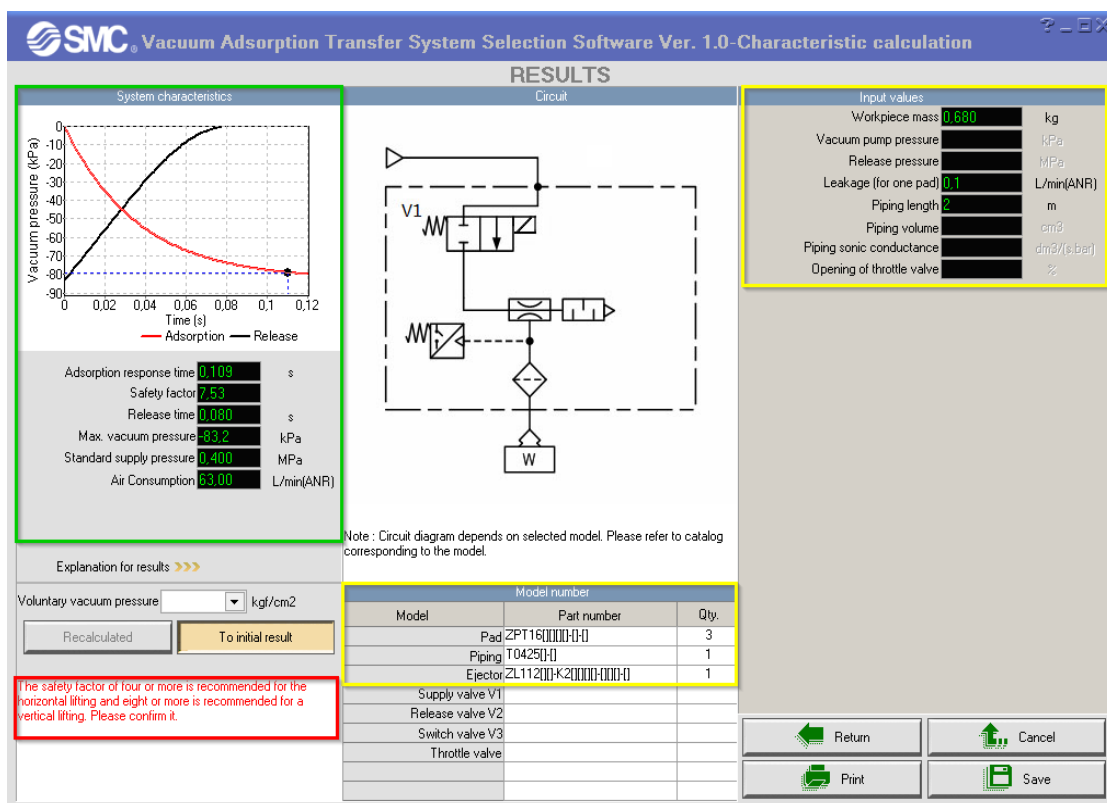 SMC® Vacuum Adsorption Transfer System Selection Software Ver. 1.0-Characteristic calculation
RESULTS
System characteristics
Vacuum pressure (kPa)
0
-10
-20
-30
-40
-50
-60
-70
-80
-90
0 0,02 0,04 0,06 0,08 0,1 0,12
Time (s)
Adsorption Release
Adsorption response time 0,109 s
Safety factor 7,53
Release time 0,080 s
Max. vacuum pressure -83,2 kPa
Standard supply pressure 0,400 MPa
Air Consumption 63,00 L/min(ANR)
Explanation for results >>>
Voluntary vacuum pressure kgf/cm2
Recalculated To initial result
The safety factor of four or more is recommended for the
horizontal lifting and eight or more is recommended for a
vertical lifting. Please confirm it.
Circuit
V1
W
Note : Circuit diagram depends on selected model. Please refer to catalog
corresponding to the model.
Model number
Model Part number Qty.
Pad ZPT16[][][][]-[]-[] 3
Piping T0425[]-[] 1
Ejector ZL112[][]-K2[][][][]-[][][]-[] 1
Supply valve V1
Release valve V2
Switch valve V3
Throttle valve
Input values
Workpiece mass 0,680 kg
Vacuum pump pressure kPa
Release pressure MPa
Leakage (for one pad) 0,1 L/min(ANR)
Piping length 2 m
Piping volume cm3
Piping sonic conductance dm3/(s.bar)
Opening of throttle valve %
Return Cancel
Print Save